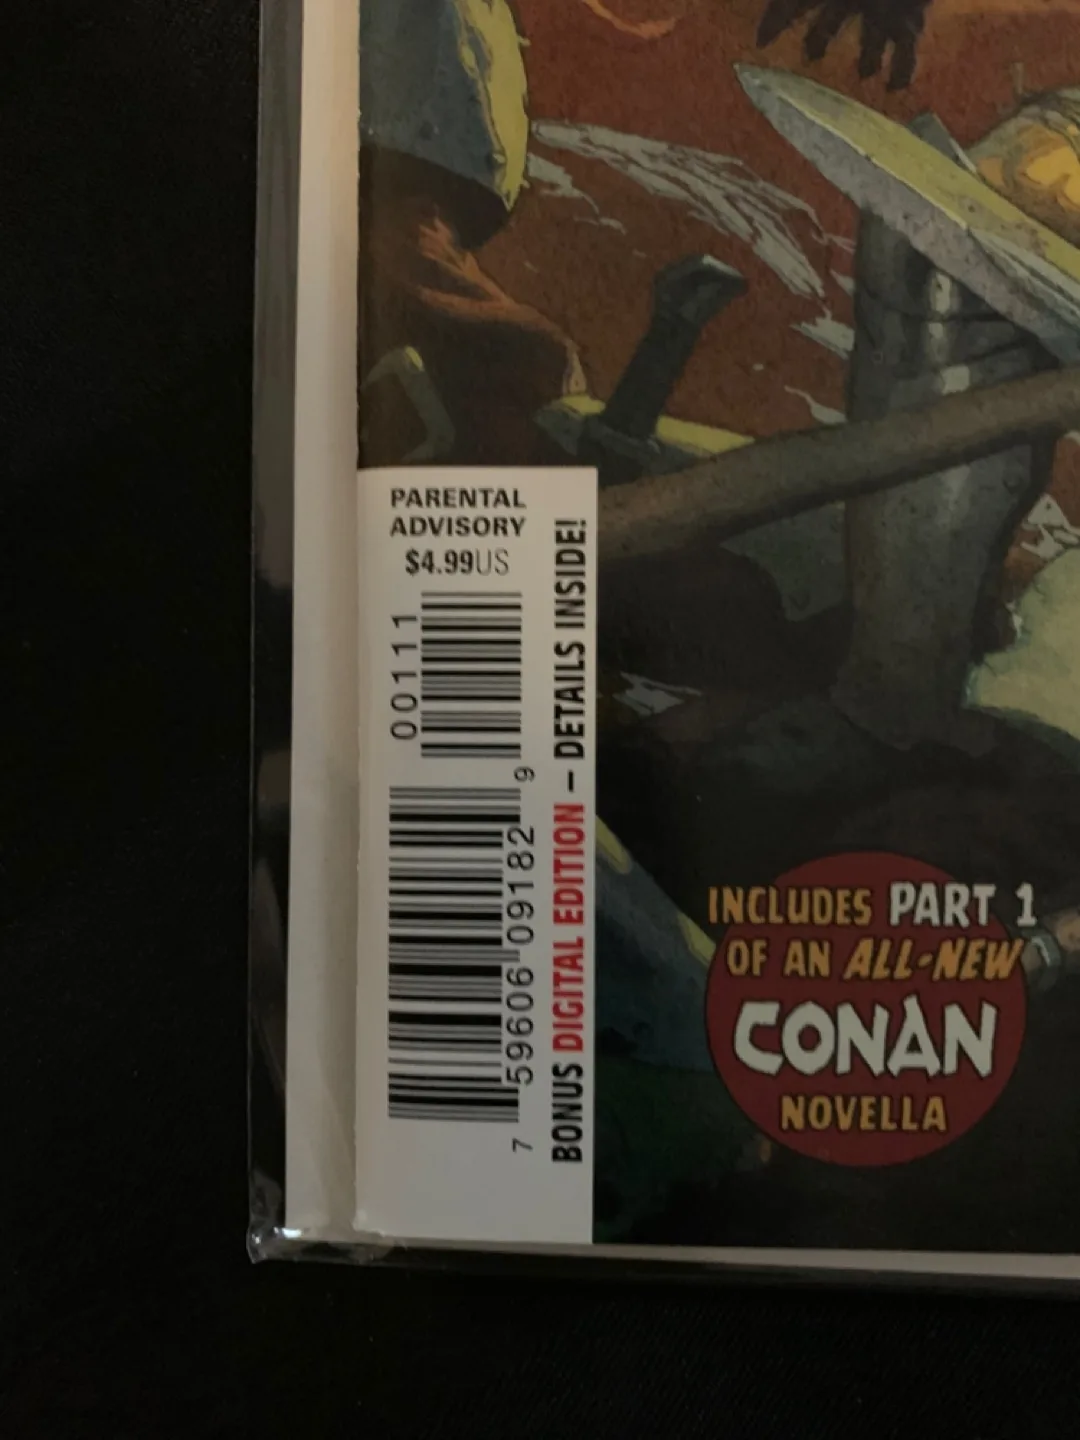 PARENTAL
ADVISORY
$4.99US
00111
7 59606 09182 9
BONUS DIGITAL EDITION – DETAILS INSIDE!
INCLUDES PART 1
OF AN ALL-NEW
CONAN
NOVELLA